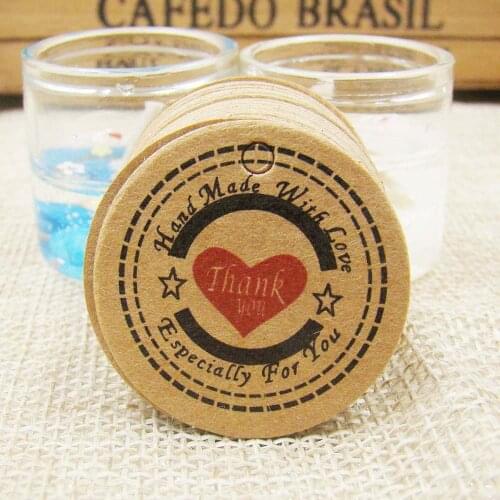 CAFEDO BRASIL
Hand Made With Love
Thank
you
Especially For You